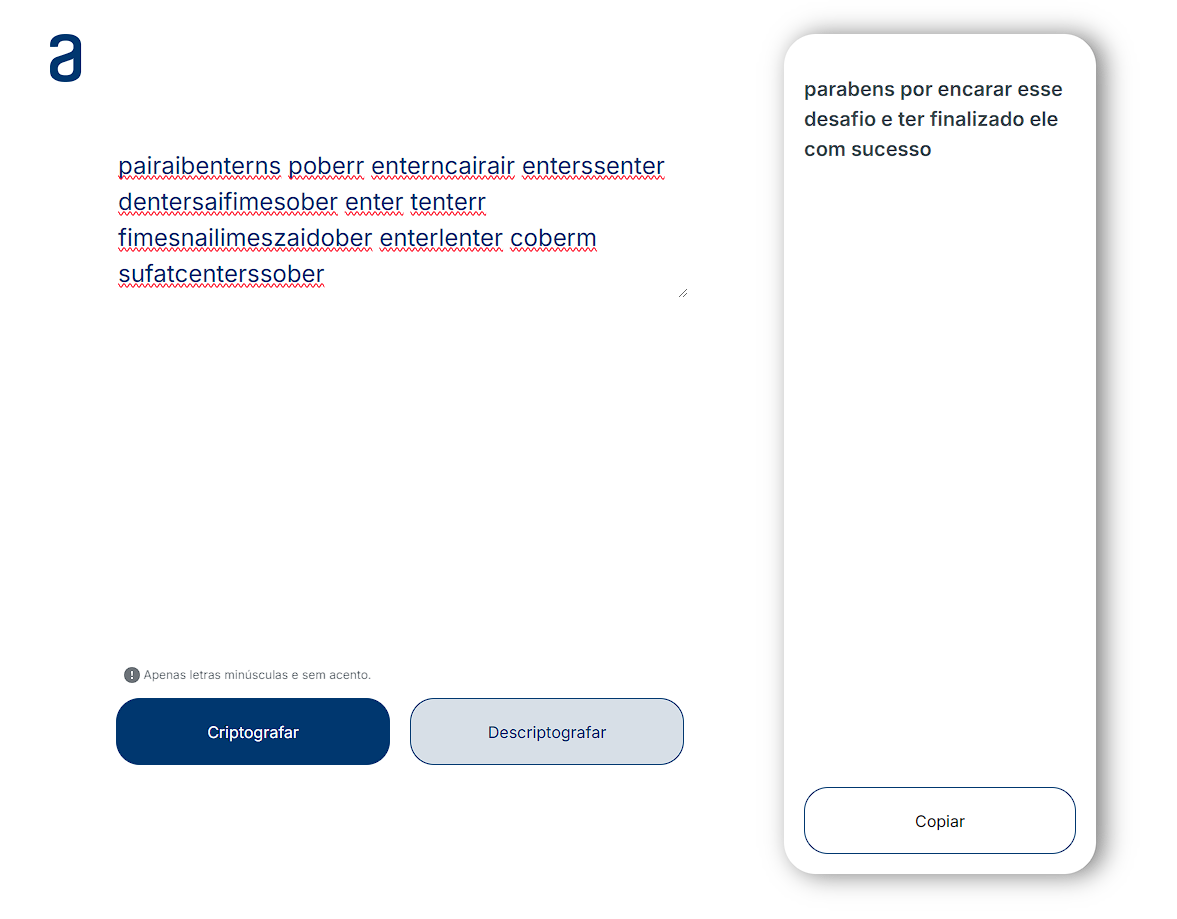 a
pairaibenterns poberr enterncairair enterssenter
dentersaifimesober enter tenterr
fimesnailimeszaidober enterlenter coberm
sufatcenterssober
Apenas letras minúsculas e sem acento.
Criptografar
Descriptografar
parabens por encarar esse
desafio e ter finalizado ele
com sucesso
Copiar